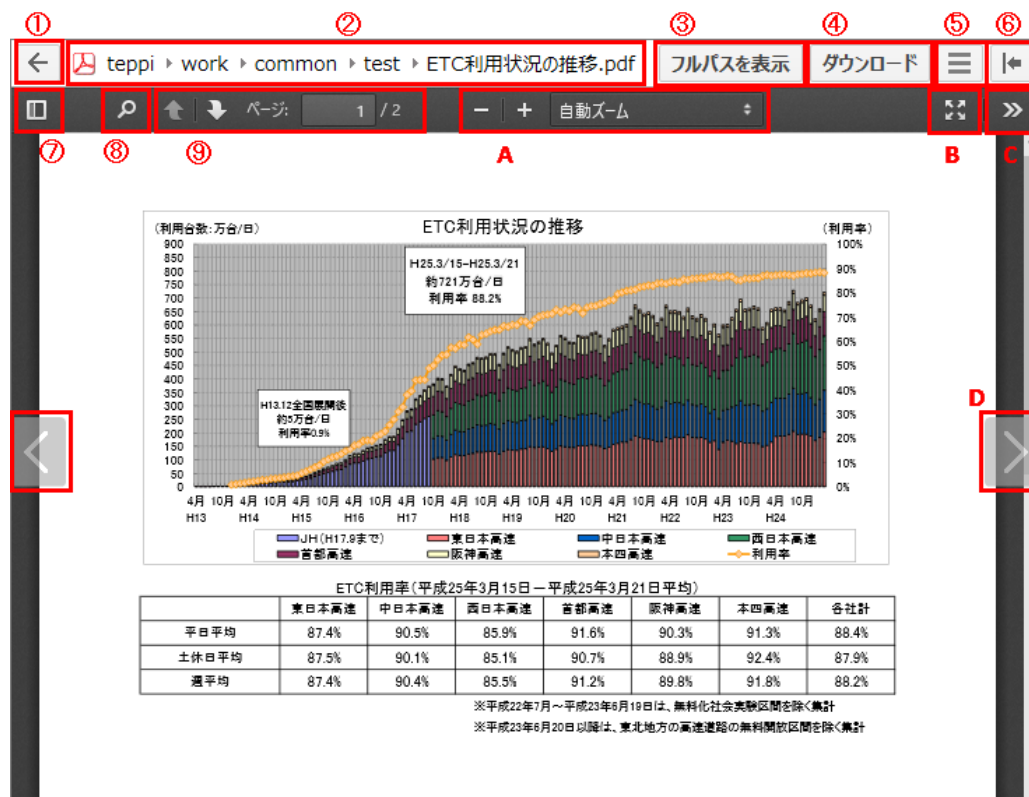 ① ② ③ ④ ⑤ ⑥
teppi ▸ work ▸ common ▸ test ▸ ETC利用状況の推移.pdf フルパスを表示 ダウンロード
ページ: 1 / 2 自動ズーム
⑦ ⑧ ⑨ A B C
ETC利用状況の推移
(利用台数:万台/日) (利用率)
900 100%
850
800 90%
750
700 80%
650
600 70%
550
500 60%
450 50%
400
350 40%
300
250 30%
200
150 20%
100 10%
50
0 0%
H25.3/15-H25.3/21
約721万台/日
利用率 88.2%
H13.12全国展開後
約5万台/日
利用率0.9%
D
4月 10月 4月 10月 4月 10月 4月 10月 4月 10月 4月 10月 4月 10月 4月 10月 4月 10月 4月 10月 4月 10月 4月 10月
H13 H14 H15 H16 H17 H18 H19 H20 H21 H22 H23 H24
JH(H17.9まで) 東日本高速 中日本高速 西日本高速
首都高速 阪神高速 本四高速 利用率
ETC利用率(平成25年3月15日－平成25年3月21日平均)
東日本高速 中日本高速 西日本高速 首都高速 阪神高速 本四高速 各社計
平日平均 87.4% 90.5% 85.9% 91.6% 90.3% 91.3% 88.4%
土休日平均 87.5% 90.1% 85.1% 90.7% 88.9% 92.4% 87.9%
週平均 87.4% 90.4% 85.5% 91.2% 89.8% 91.8% 88.2%
※平成22年7月～平成23年6月19日は、無料化社会実験区間を除く集計
※平成23年6月20日以降は、東北地方の高速道路の無料開放区間を除く集計